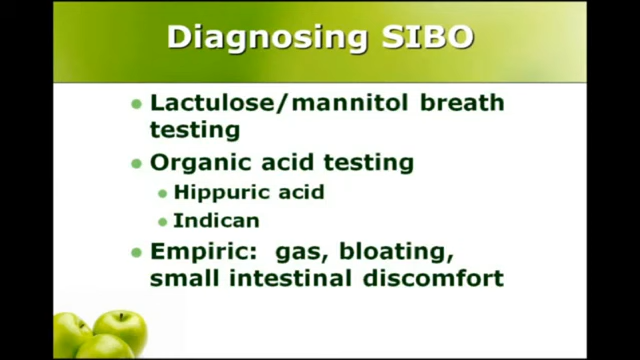 Diagnosing SIBO
Lactulose/mannitol breath
testing
Organic acid testing
Hippuric acid
Indican
Empiric: gas, bloating,
small intestinal discomfort